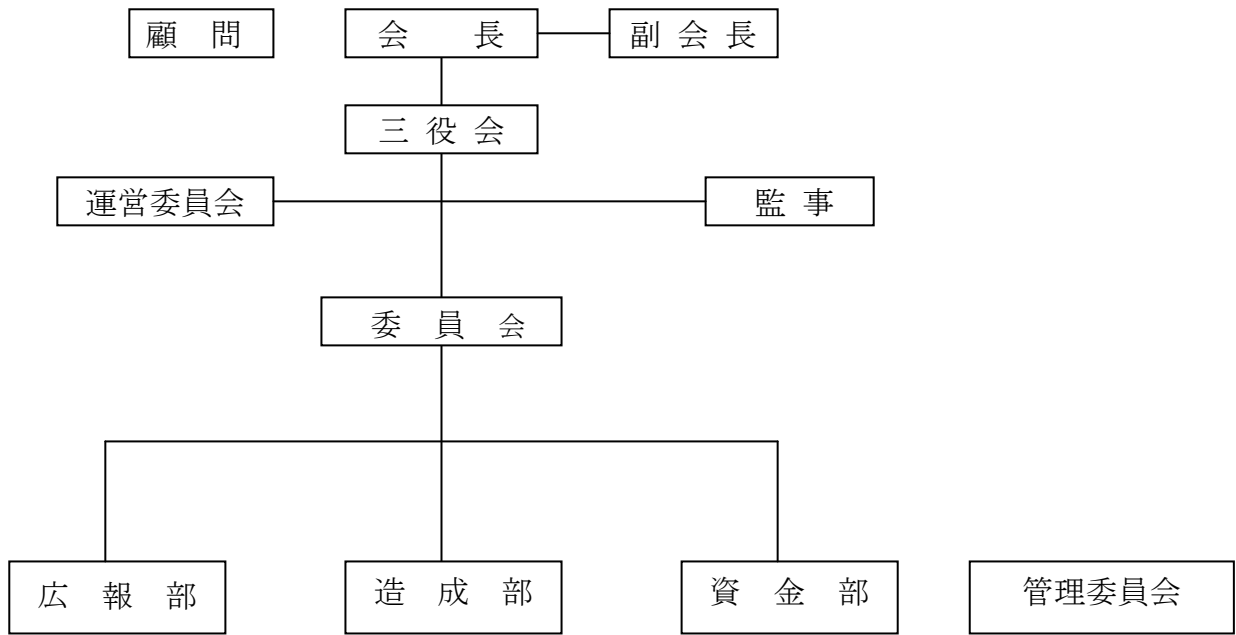 顧　問
会　　長
副 会 長
三 役 会
運営委員会
監 事
委　員　会
広　報　部
造　成　部
資　金　部
管理委員会